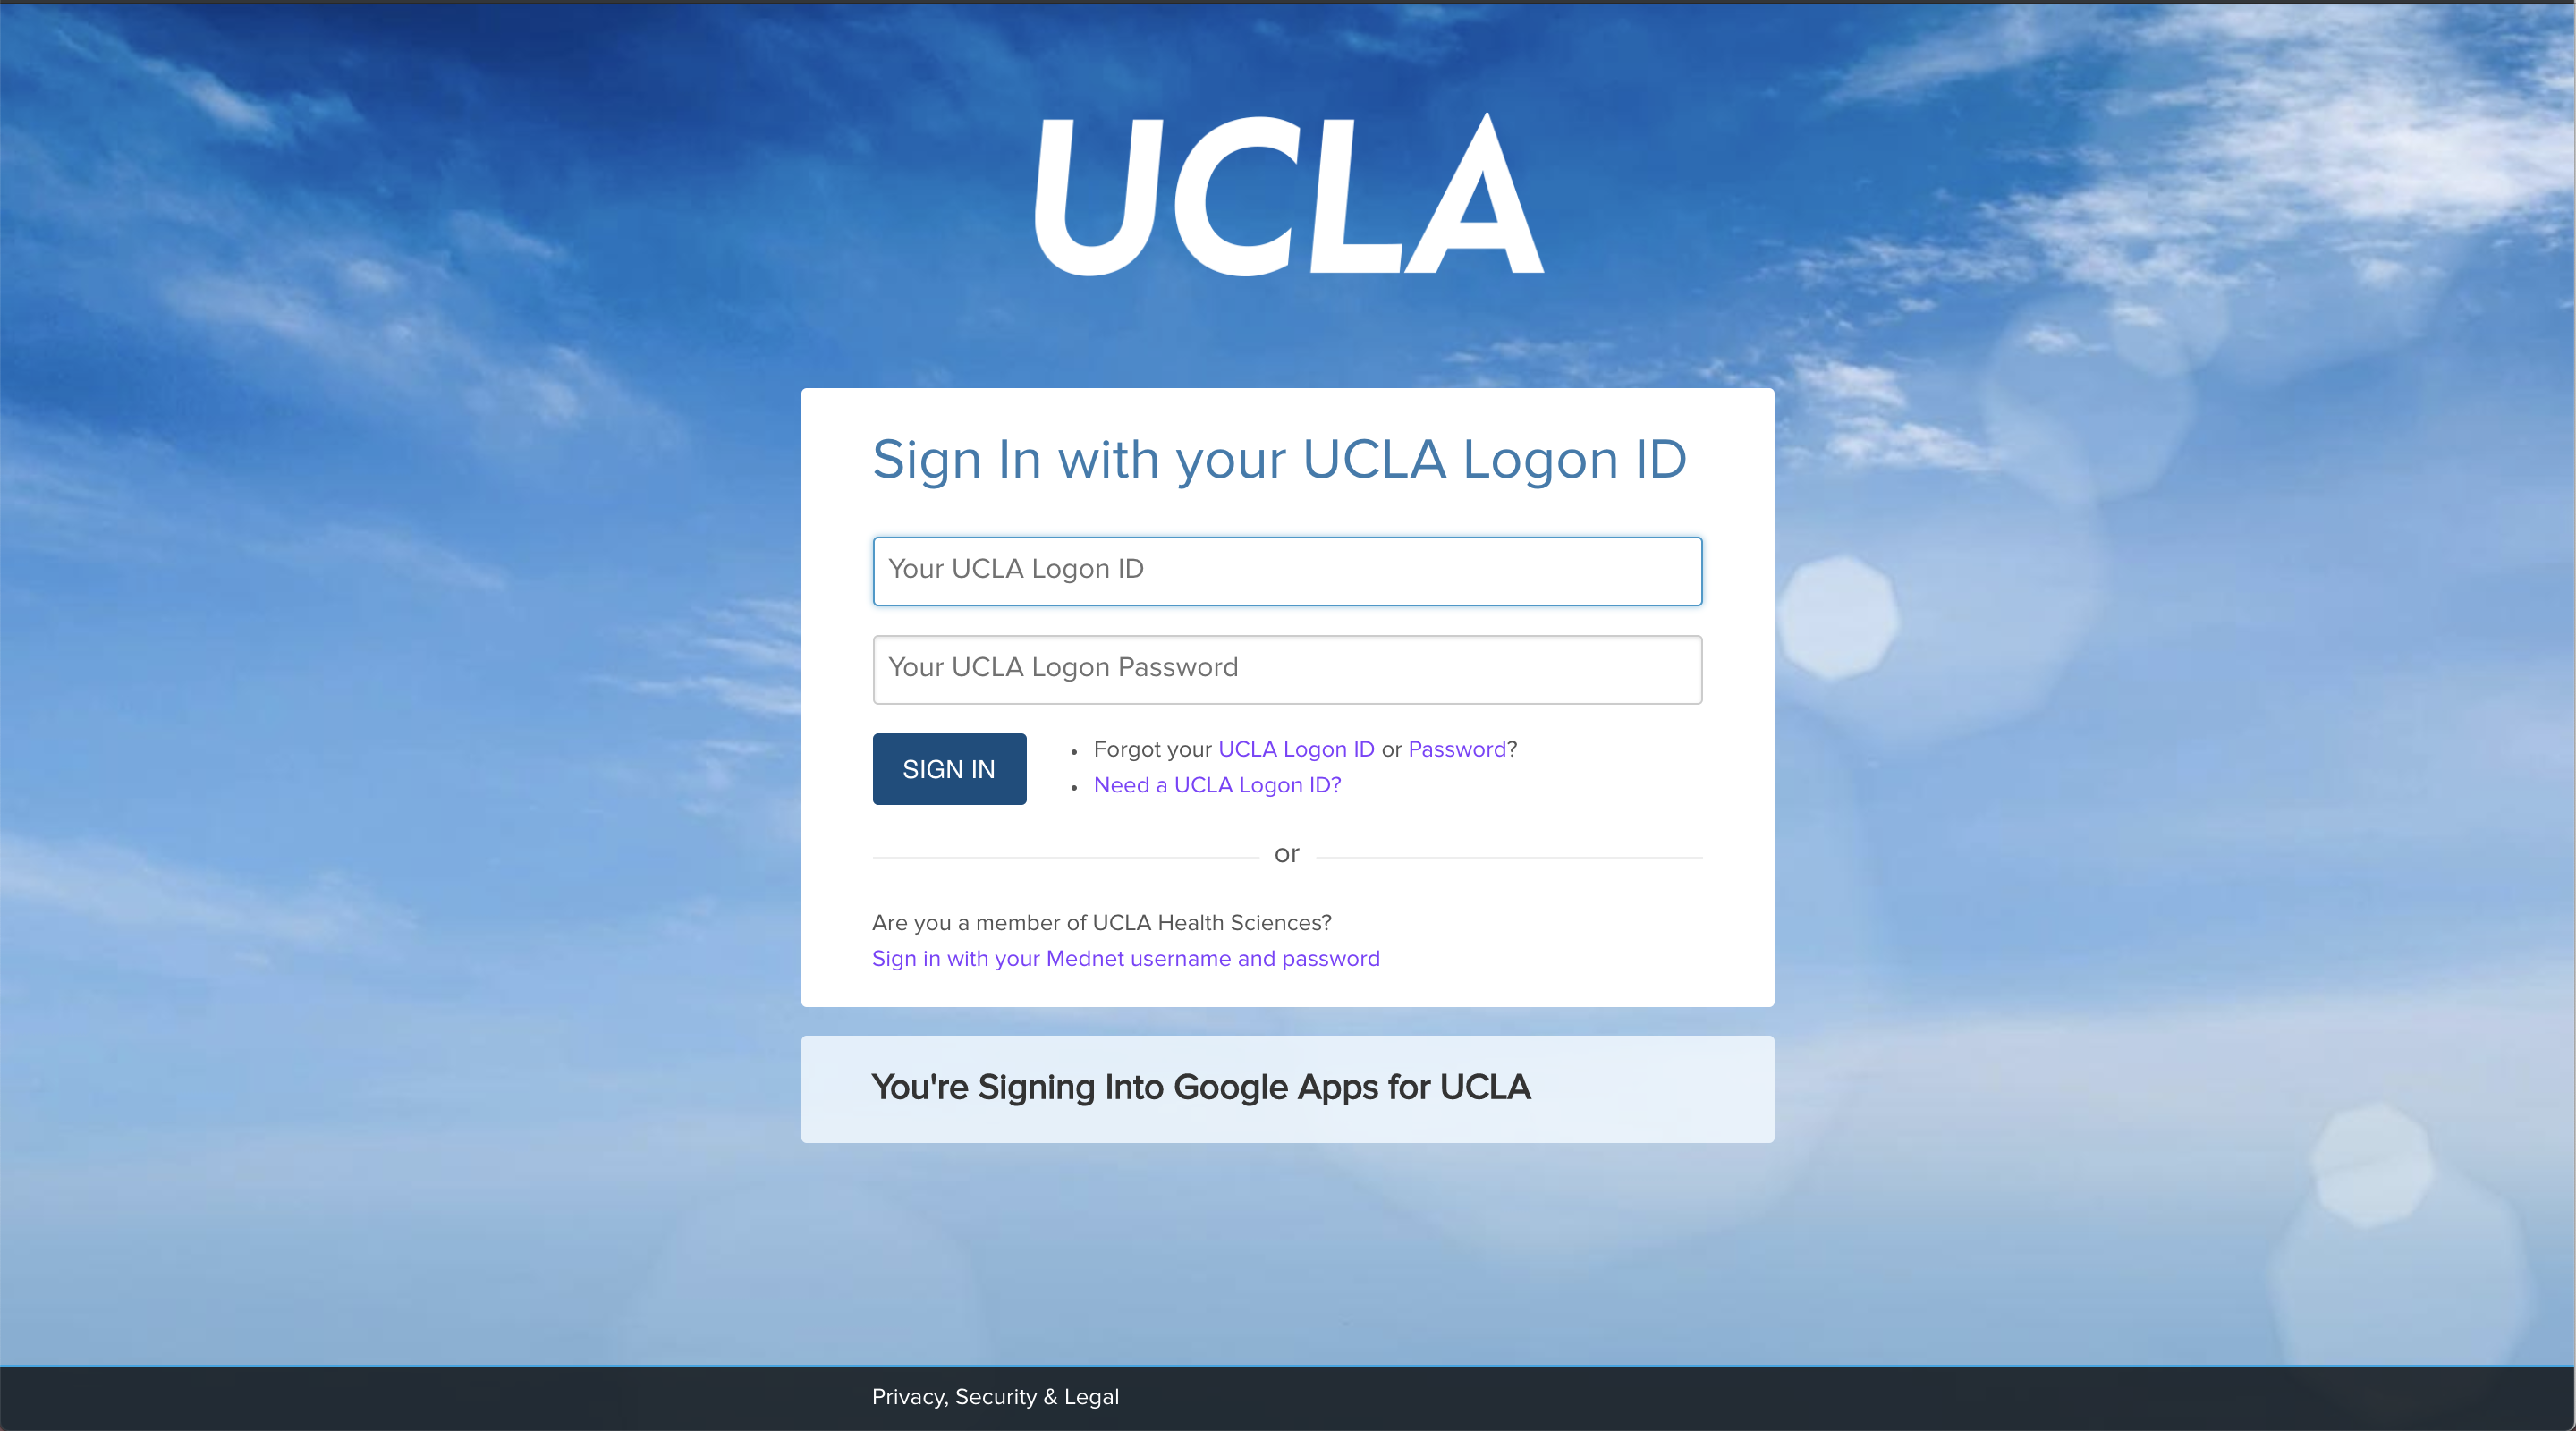 UCLA
Sign In with your UCLA Logon ID
Your UCLA Logon ID
Your UCLA Logon Password
SIGN IN
Forgot your UCLA Logon ID or Password?
Need a UCLA Logon ID?
or
Are you a member of UCLA Health Sciences?
Sign in with your Mednet username and password
You're Signing Into Google Apps for UCLA
Privacy, Security & Legal